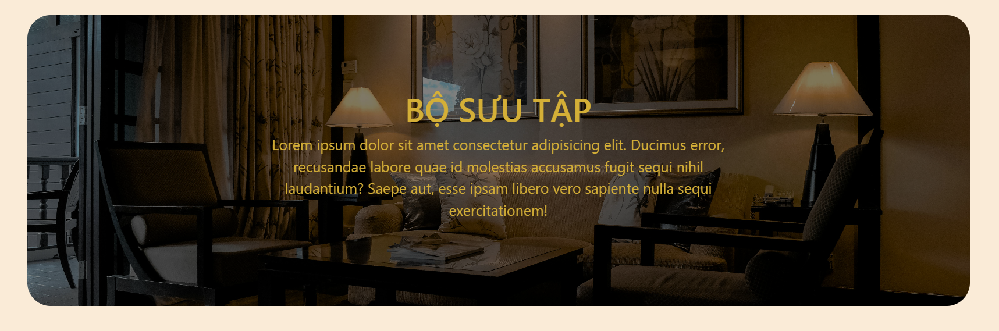 BỘ SƯU TẬP
Lorem ipsum dolor sit amet consectetur adipisicing elit. Ducimus error,
recusandae labore quae id molestias accusamus fugit sequi nihil
laudantium? Saepe aut, esse ipsam libero vero sapiente nulla sequi
exercitationem!